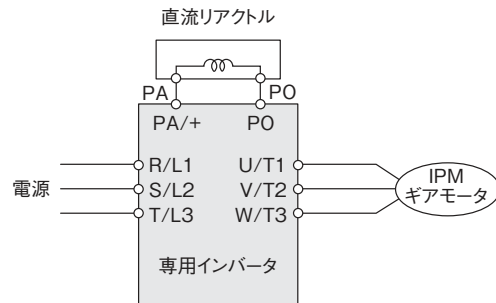 直流リアクトル
PA PO
PA/+ PO
R/L1 U/T1
電源 S/L2 V/T2
T/L3 W/T3
IPM
ギアモータ
専用インバータ